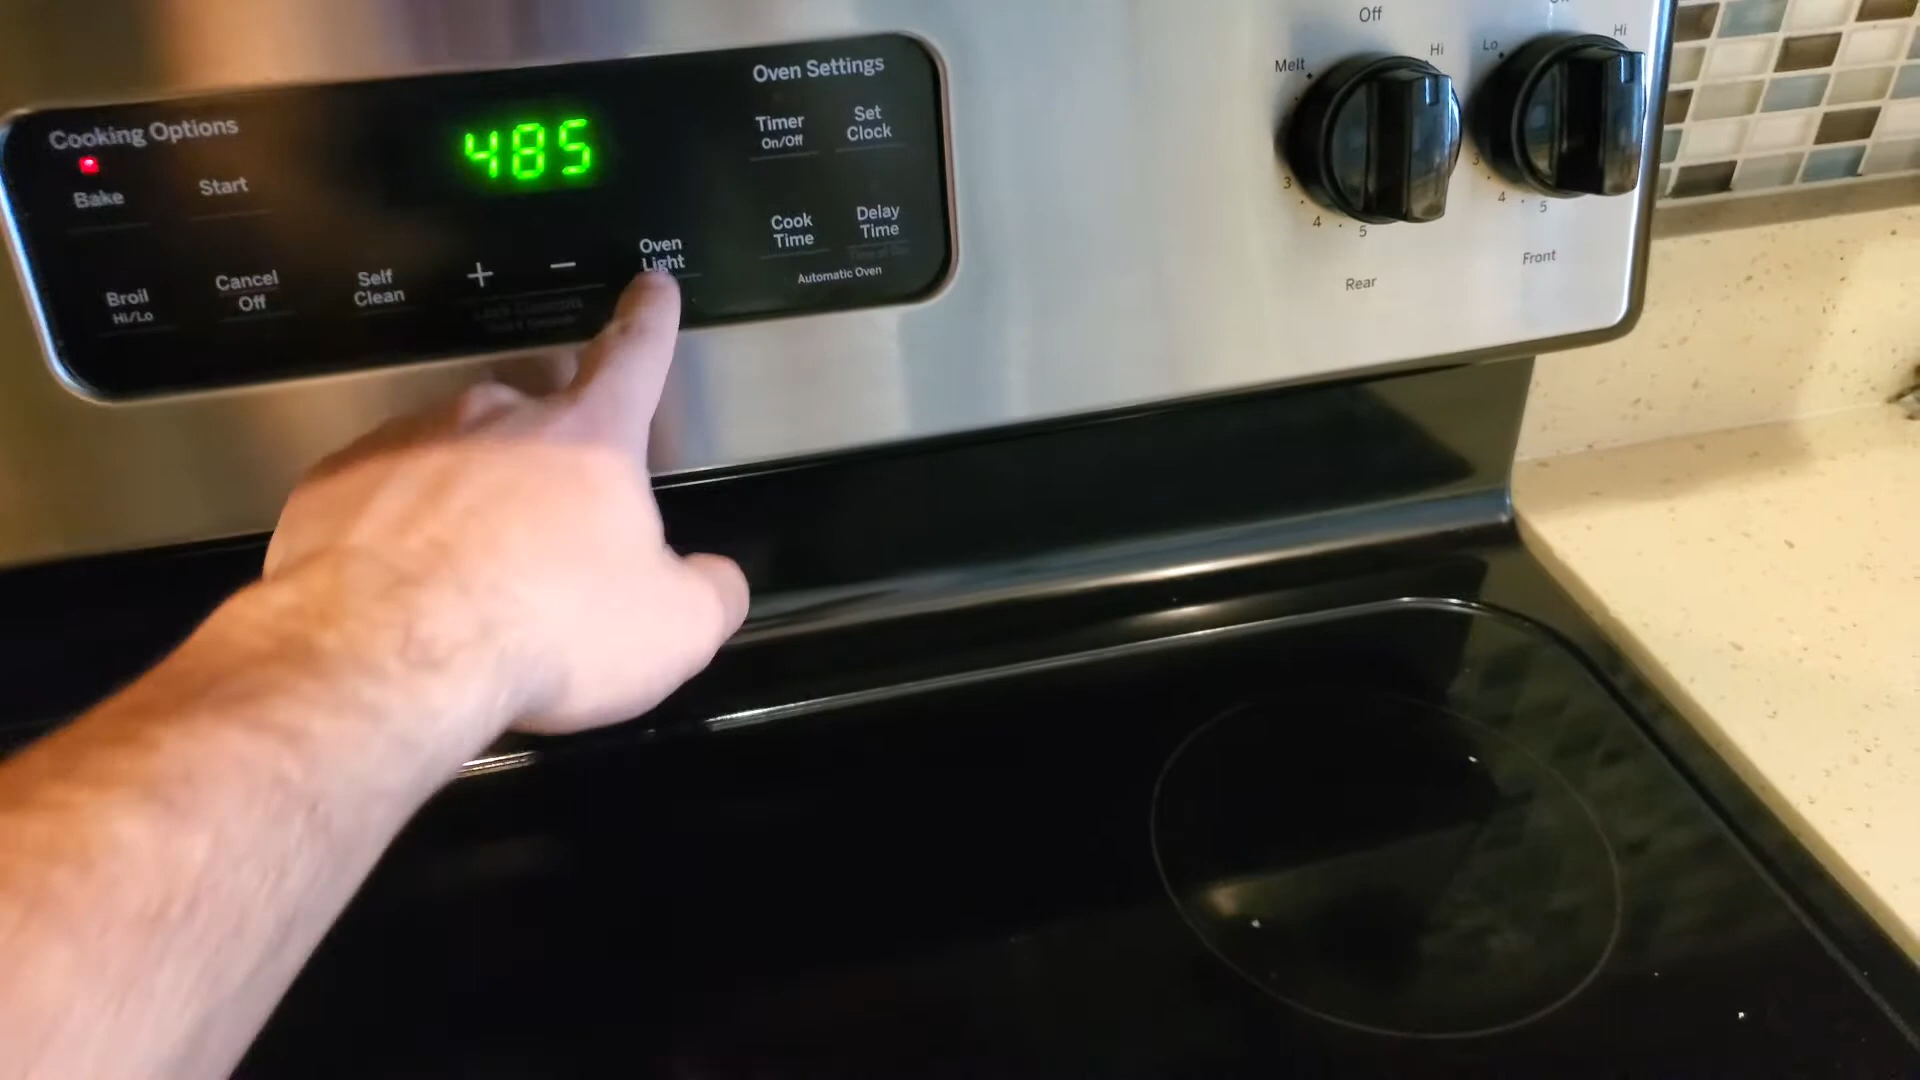 Cooking Options
Bake
Start
Broil
Hi/Lo
Cancel
Off
Self
Clean
485
+
−
Oven
Light
Oven Settings
Timer
On/Off
Set
Clock
Cook
Time
Delay
Time
Automatic Oven
Off
Melt
Hi
3
4
5
Rear
Lo
Hi
3
4
5
Front